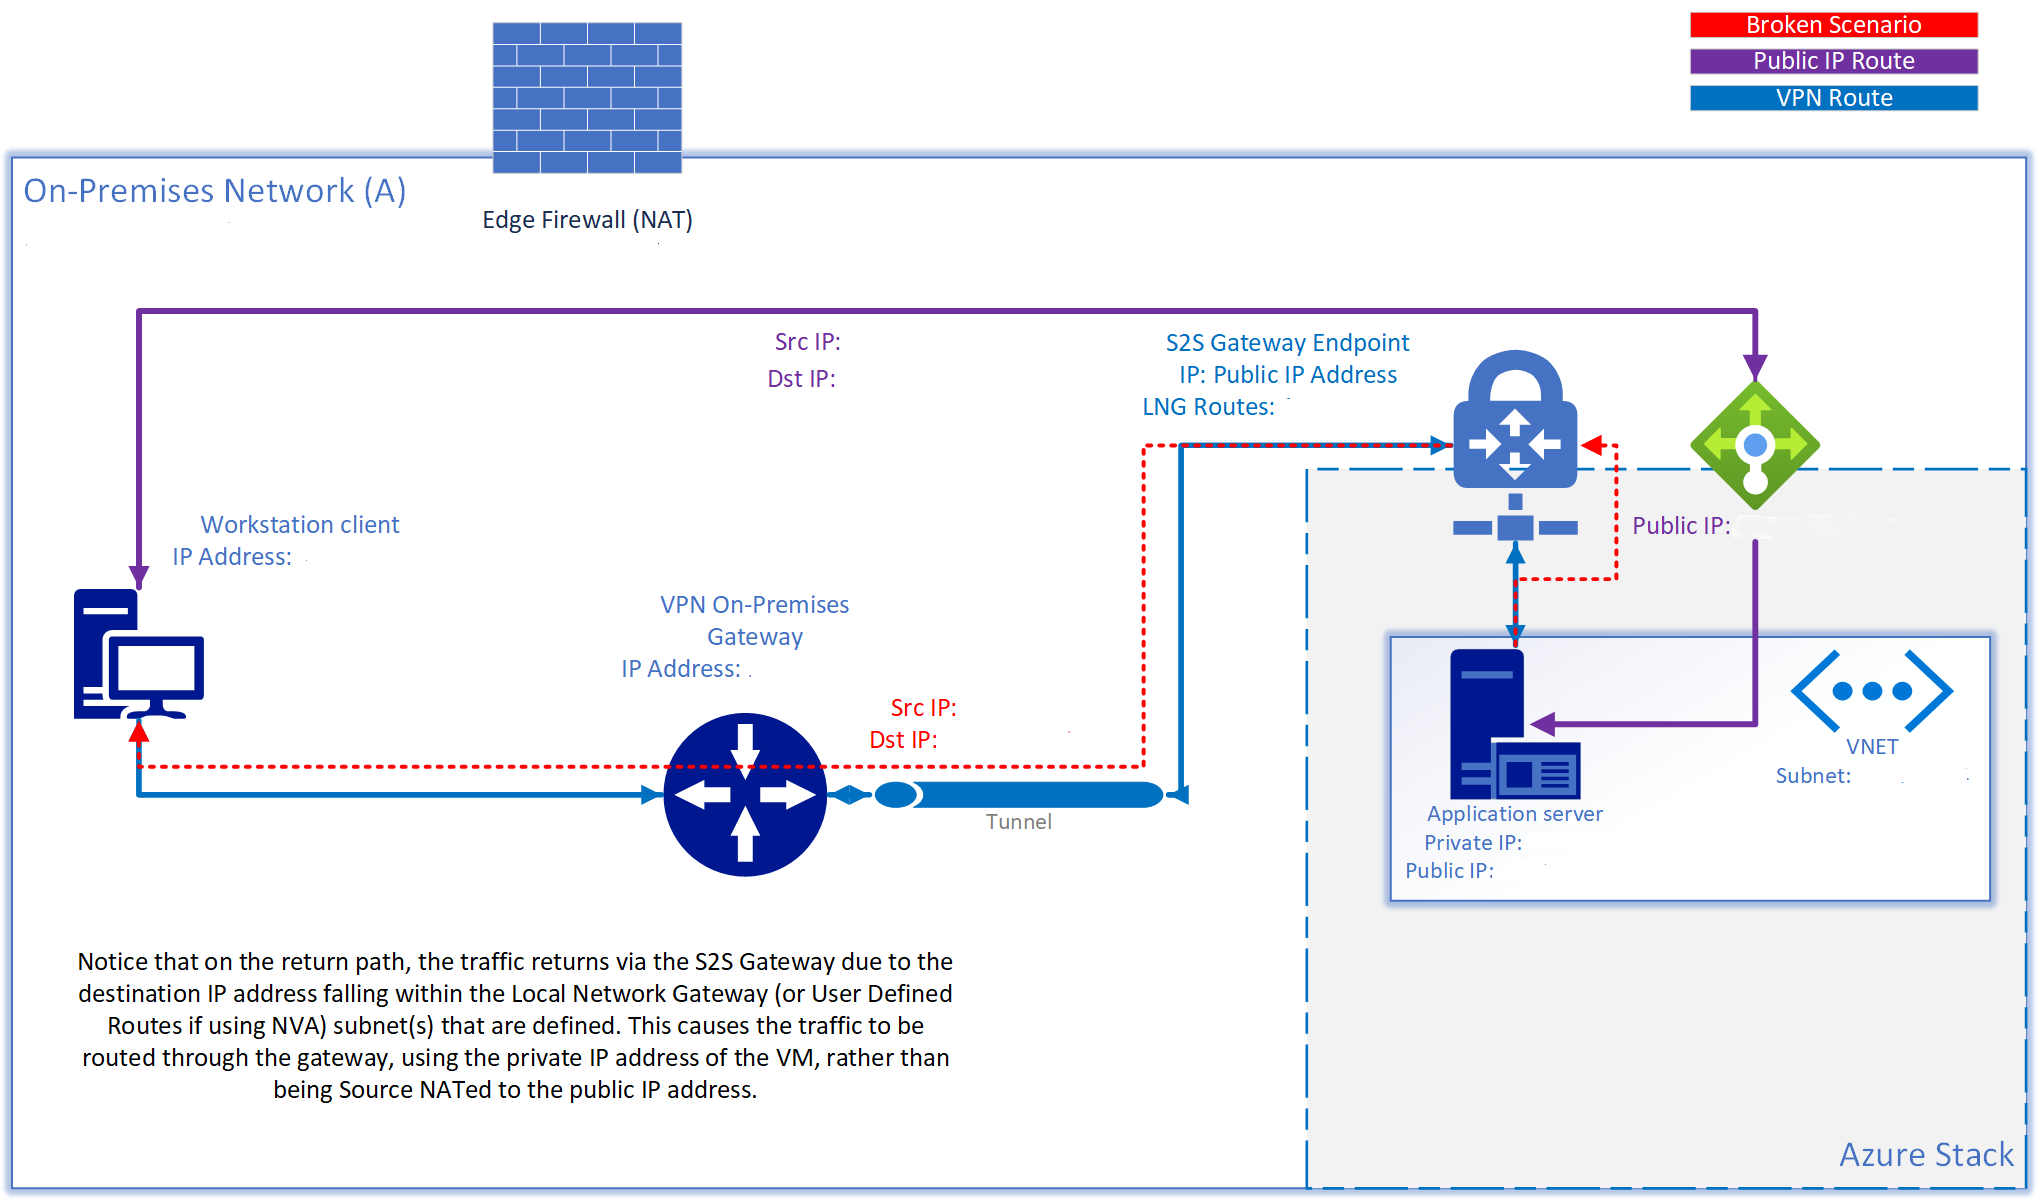 Broken Scenario
Public IP Route
VPN Route
On-Premises Network (A)
Edge Firewall (NAT)
Src IP:
Dst IP:
S2S Gateway Endpoint
IP: Public IP Address
LNG Routes:
Workstation client
IP Address:
Public IP:
VPN On-Premises
Gateway
IP Address:
Src IP:
Dst IP:
Tunnel
VNET
Subnet:
Application server
Private IP:
Public IP:
Notice that on the return path, the traffic returns via the S2S Gateway due to the
destination IP address falling within the Local Network Gateway (or User Defined
Routes if using NVA) subnet(s) that are defined. This causes the traffic to be
routed through the gateway, using the private IP address of the VM, rather than
being Source NATed to the public IP address.
Azure Stack